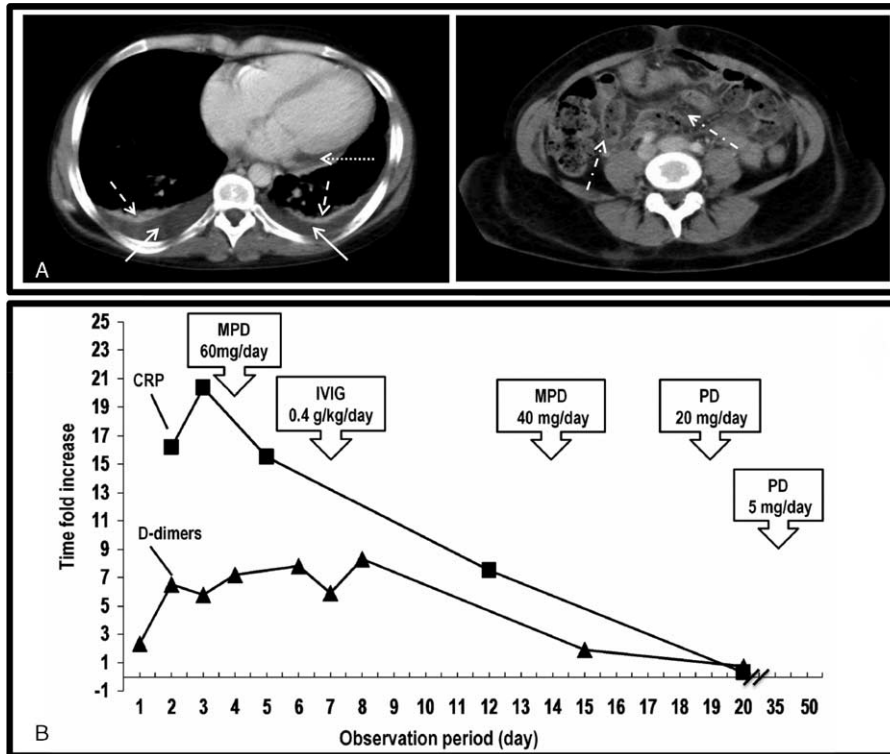 A
25
23
21
19
17
15
13
11
9
7
5
3
1
-1
Time fold increase
CRP
D-dimers
MPD
60mg/day
IVIG
0.4 g/kg/day
MPD
40 mg/day
PD
20 mg/day
PD
5 mg/day
1 2 3 4 5 6 7 8 9 10 11 12 13 14 15 16 17 18 19 20 35 50
Observation period (day)
B